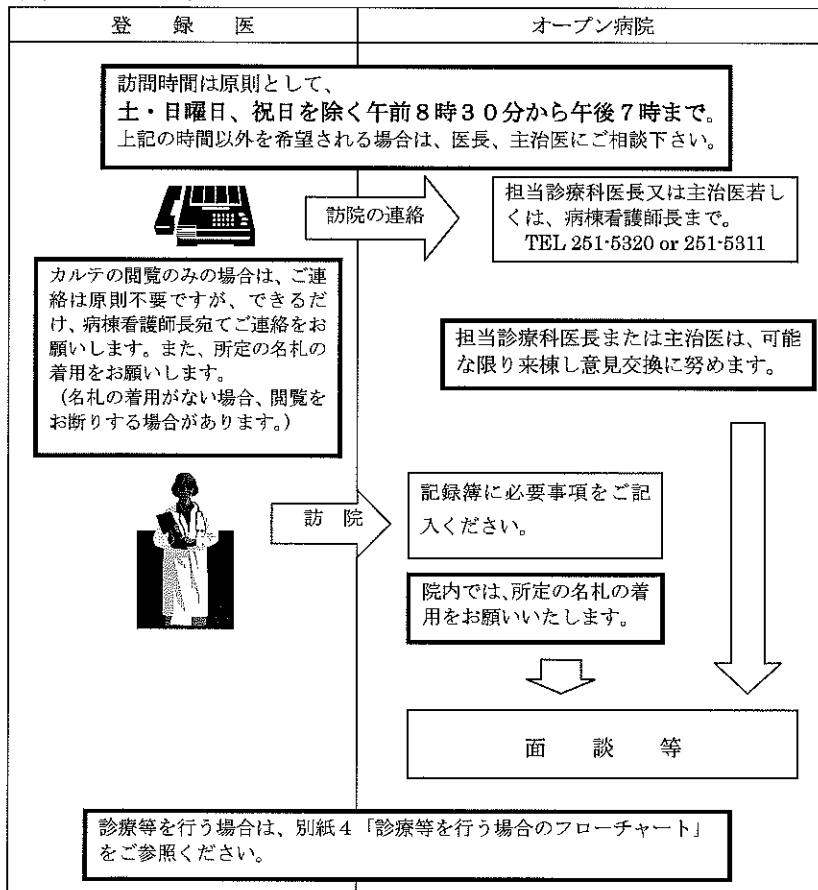 登 録 医
オープン病院
訪問時間は原則として、
土・日曜日、祝日を除く午前８時３０分から午後７時まで。
上記の時間以外を希望される場合は、医長、主治医にご相談下さい。
訪院の連絡
担当診療科医長又は主治医若し
くは、病棟看護師長まで。
TEL 251-5320 or 251-5311
カルテの閲覧のみの場合は、ご連
絡は原則不要ですが、できるだ
け、病棟看護師長宛てご連絡をお
願いします。また、所定の名札の
着用をお願いします。
（名札の着用がない場合、閲覧を
お断りする場合があります。）
担当診療科医長または主治医は、可能
な限り来棟し意見交換に努めます。
訪 院
記録簿に必要事項をご記
入ください。
院内では、所定の名札の着
用をお願いいたします。
面 談 等
診療等を行う場合は、別紙４「診療等を行う場合のフローチャート」
をご参照ください。